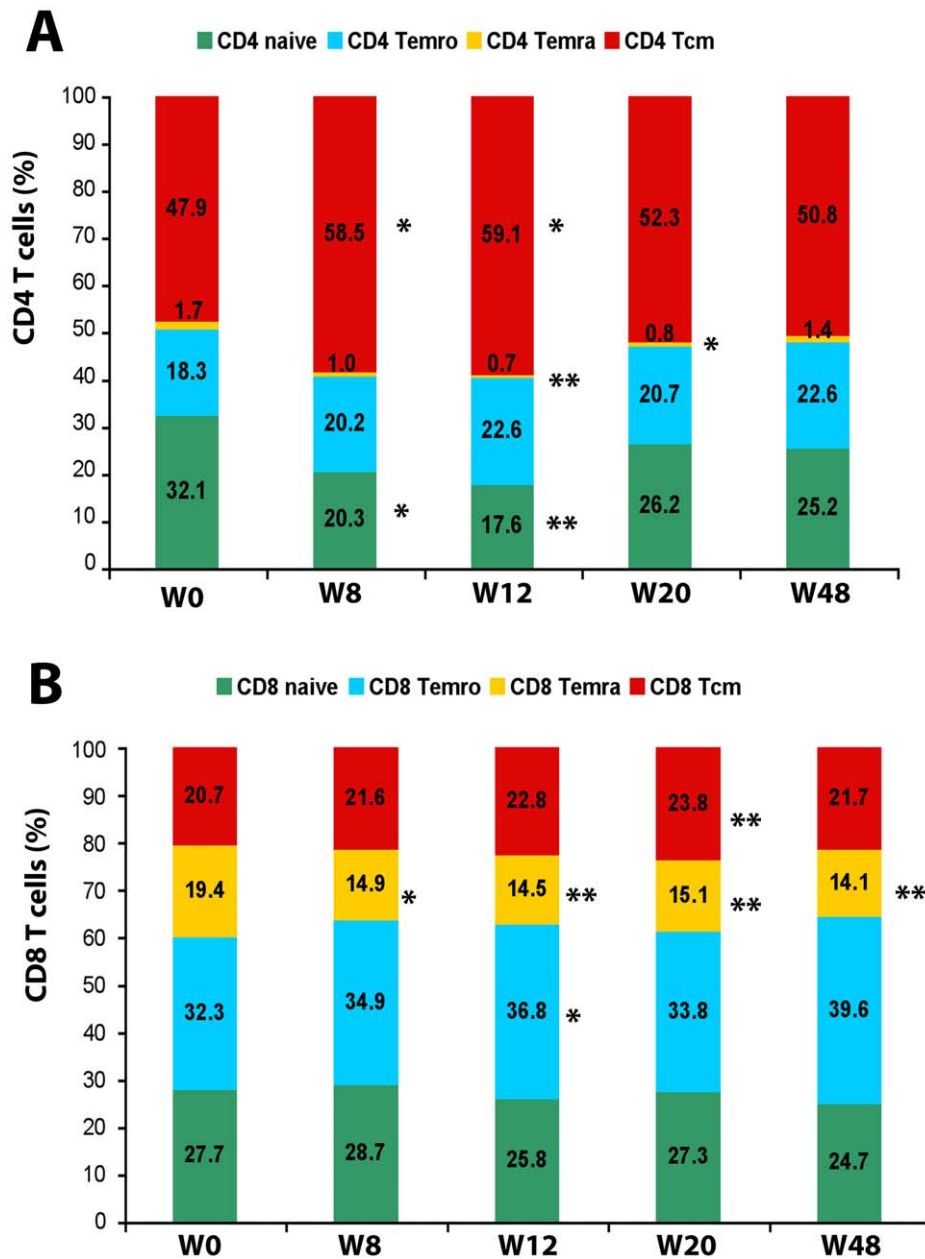 A
CD4 naive CD4 Temro CD4 Temra CD4 Tcm
CD4 T cells (%)
100
90
80
70
60
50
40
30
20
10
0
47.9 58.5 * 59.1 * 52.3 50.8
1.7 1.0 0.7 ** 0.8 * 1.4
18.3 20.2 22.6 20.7 22.6
32.1 20.3 * 17.6 ** 26.2 25.2
W0 W8 W12 W20 W48
B
CD8 naive CD8 Temro CD8 Temra CD8 Tcm
CD8 T cells (%)
100
90
80
70
60
50
40
30
20
10
0
20.7 21.6 22.8 23.8 ** 21.7
19.4 14.9 * 14.5 ** 15.1 ** 14.1 **
32.3 34.9 36.8 * 33.8 39.6
27.7 28.7 25.8 27.3 24.7
W0 W8 W12 W20 W48